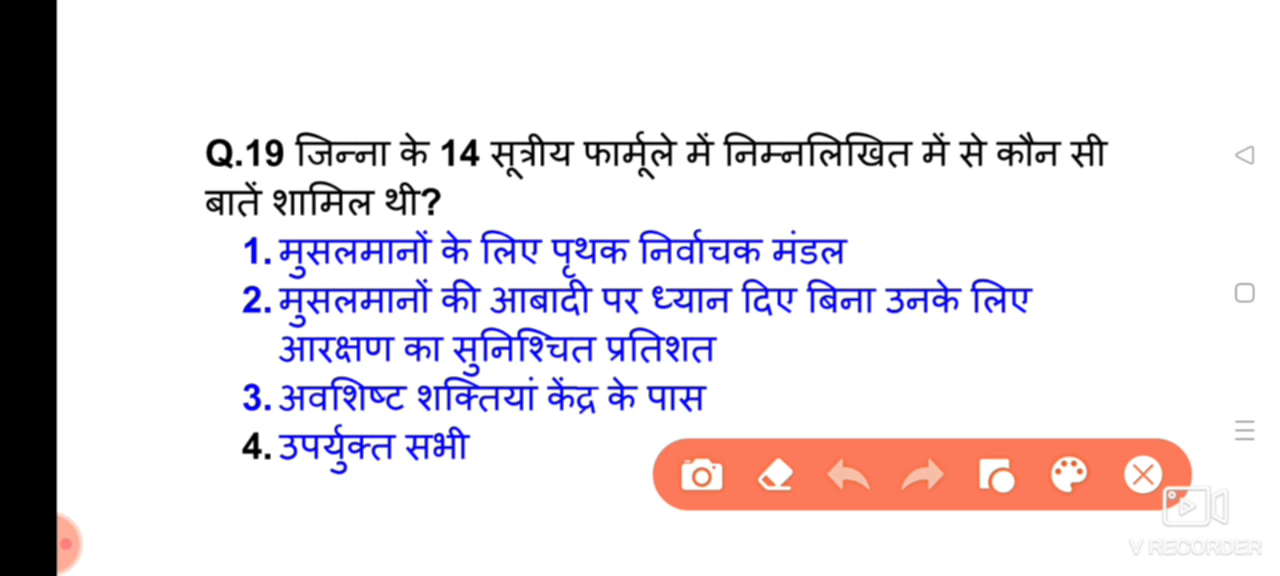 Q.19 जिन्ना के 14 सूत्रीय फार्मूले में निम्नलिखित में से कौन सी
बातें शामिल थी?
1. मुसलमानों के लिए पृथक निर्वाचक मंडल
2. मुसलमानों की आबादी पर ध्यान दिए बिना उनके लिए
आरक्षण का सुनिश्चित प्रतिशत
3. अवशिष्ट शक्तियां केंद्र के पास
4. उपर्युक्त सभी
V RECORDER